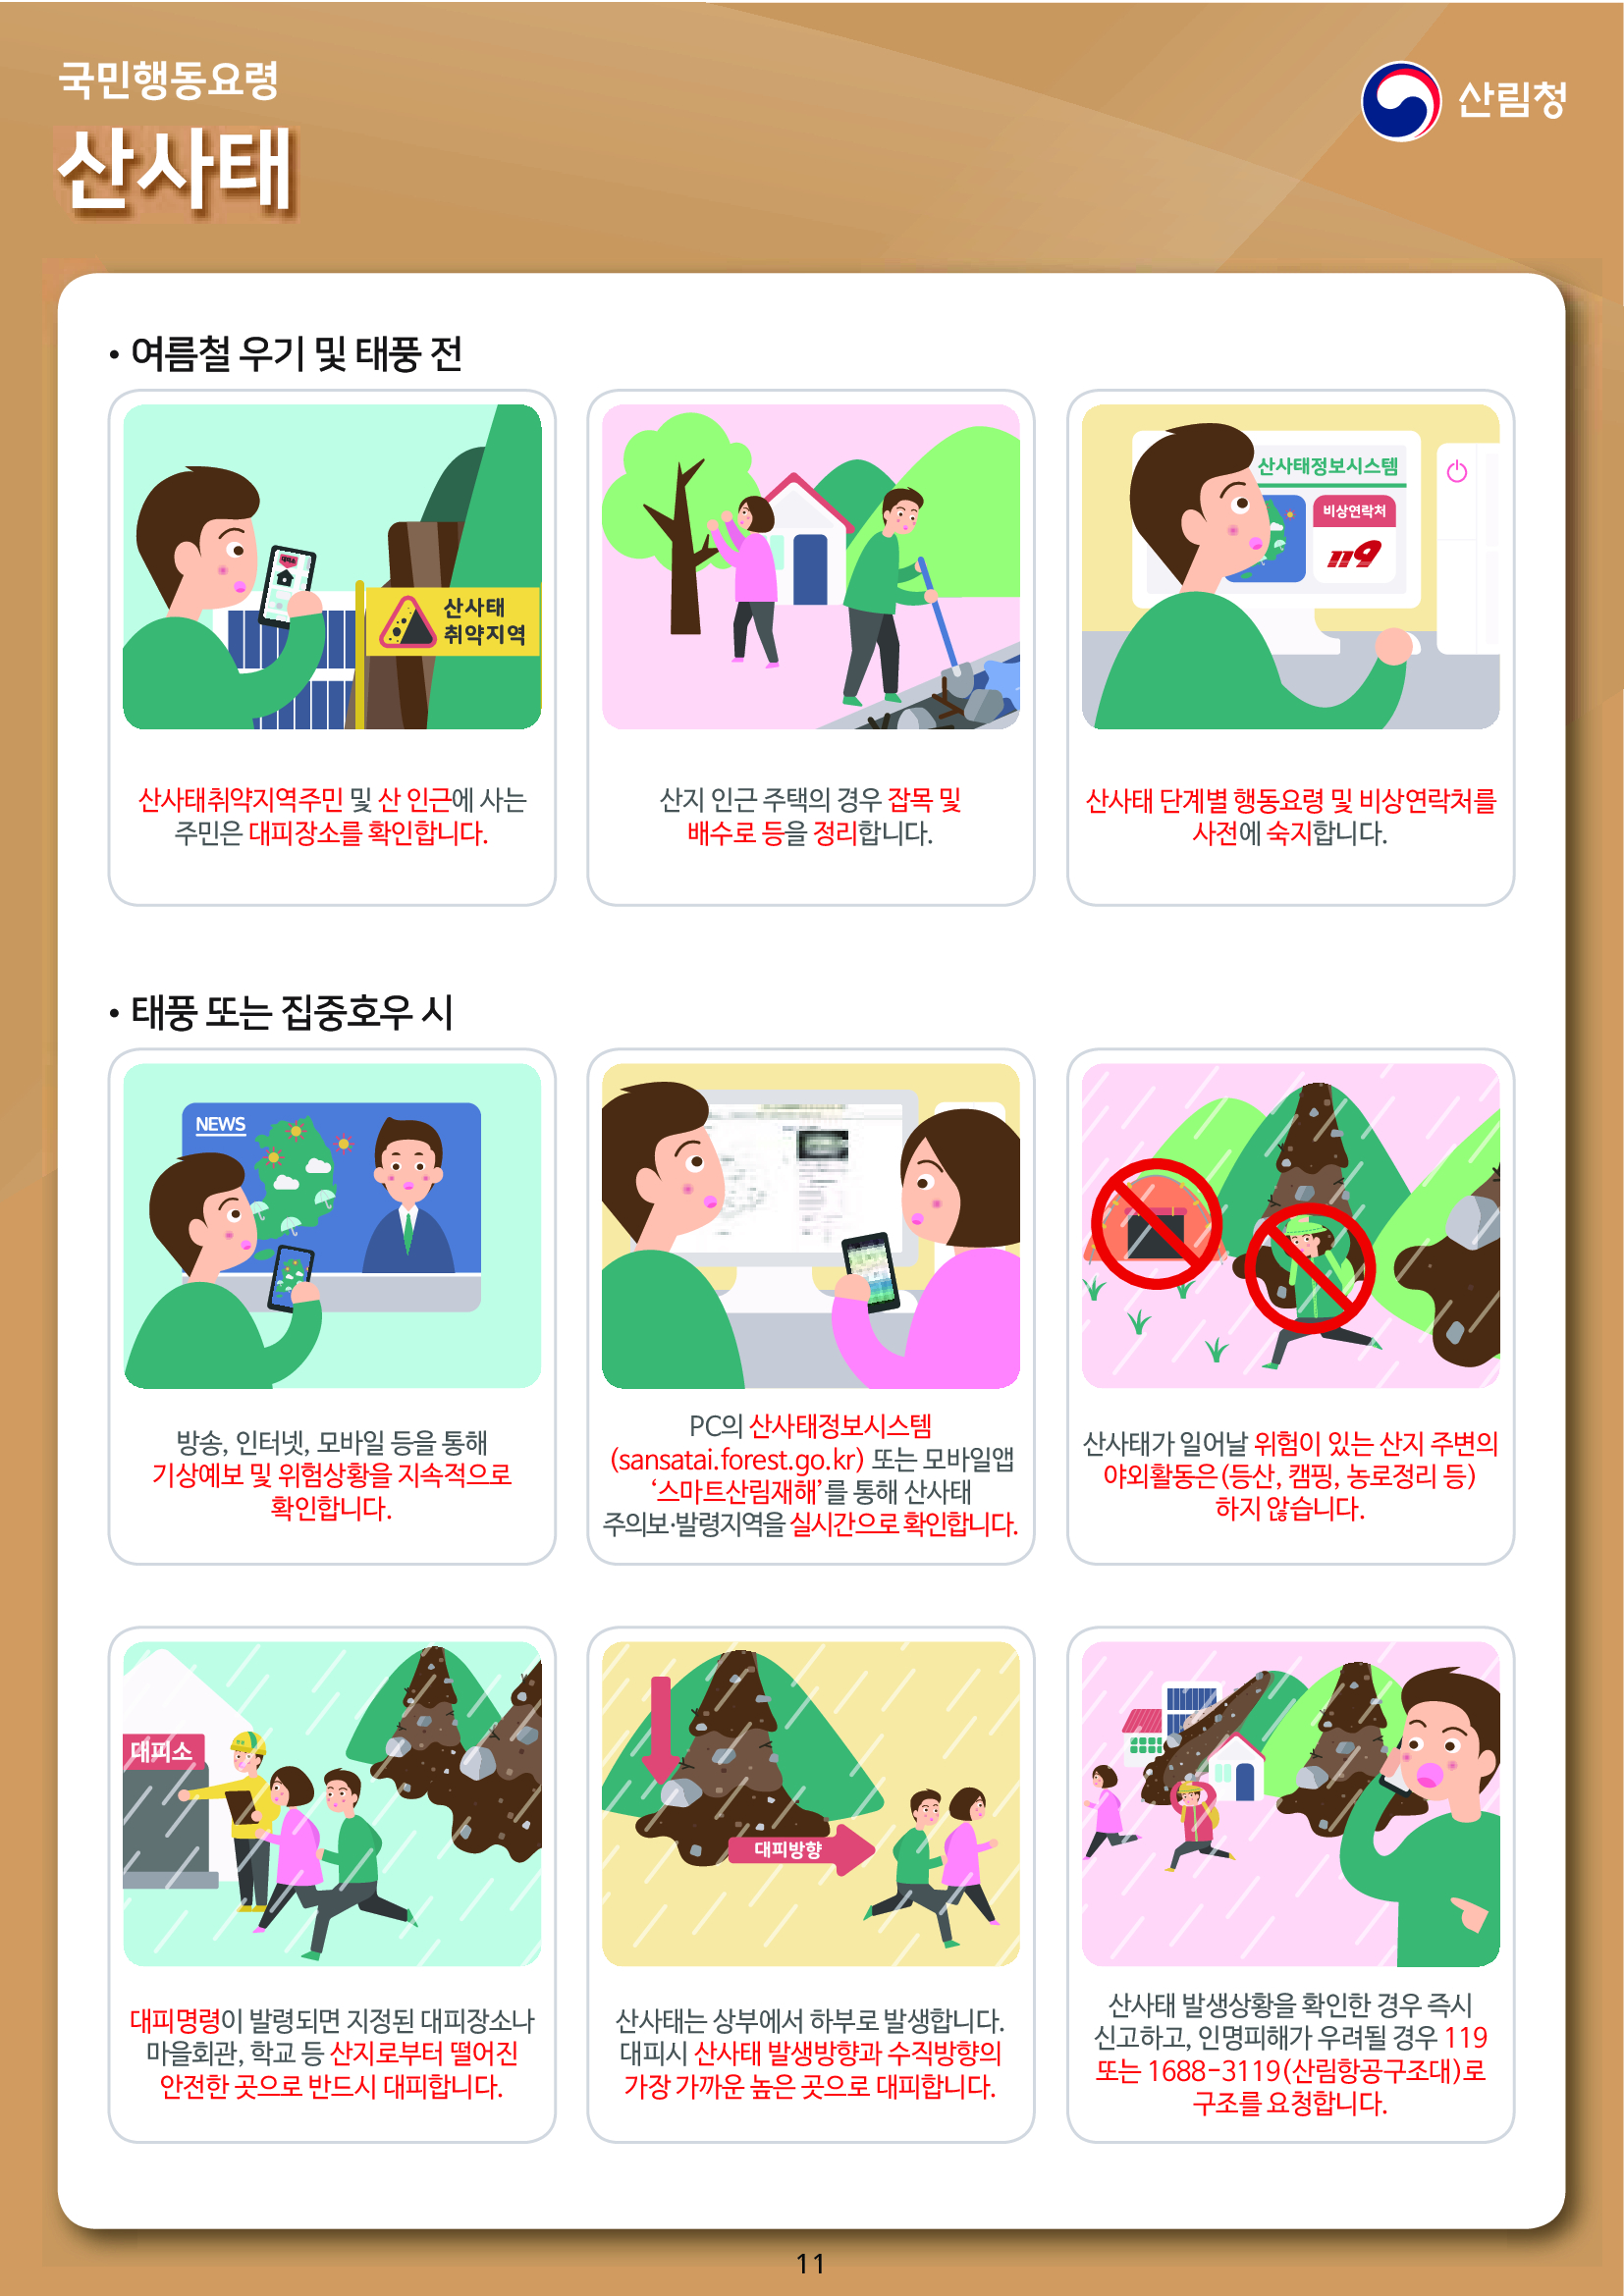 국민행동요령
산사태
산림청
• 여름철 우기 및 태풍 전
대피소
산사태
취약지역
산사태정보시스템
비상연락처
119
산사태취약지역주민 및 산 인근에 사는
주민은 대피장소를 확인합니다.
산지 인근 주택의 경우 잡목 및
배수로 등을 정리합니다.
산사태 단계별 행동요령 및 비상연락처를
사전에 숙지합니다.
• 태풍 또는 집중호우 시
NEWS
방송, 인터넷, 모바일 등을 통해
기상예보 및 위험상황을 지속적으로
확인합니다.
PC의 산사태정보시스템
(sansatai.forest.go.kr) 또는 모바일앱
‘스마트산림재해’를 통해 산사태
주의보·발령지역을 실시간으로 확인합니다.
산사태가 일어날 위험이 있는 산지 주변의
야외활동은(등산, 캠핑, 농로정리 등)
하지 않습니다.
대피소
대피방향
대피명령이 발령되면 지정된 대피장소나
마을회관, 학교 등 산지로부터 떨어진
안전한 곳으로 반드시 대피합니다.
산사태는 상부에서 하부로 발생합니다.
대피시 산사태 발생방향과 수직방향의
가장 가까운 높은 곳으로 대피합니다.
산사태 발생상황을 확인한 경우 즉시
신고하고, 인명피해가 우려될 경우 119
또는 1688-3119(산림항공구조대)로
구조를 요청합니다.
11